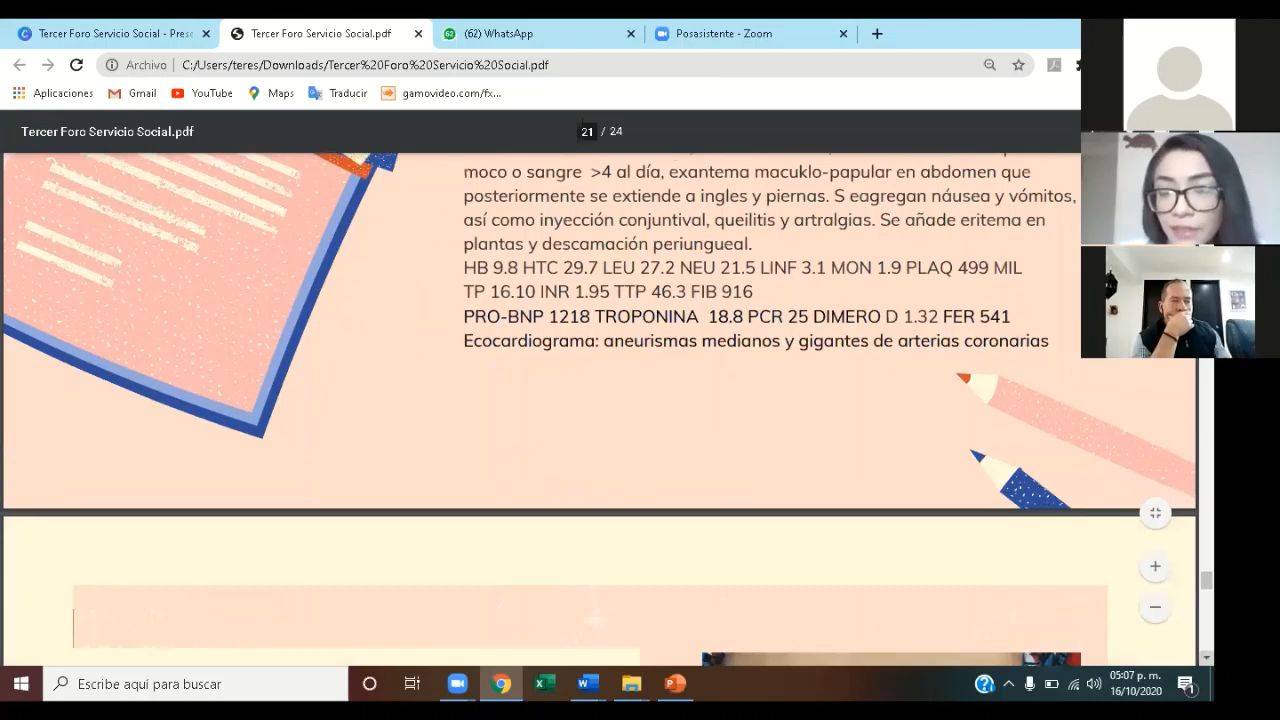 Tercer Foro Servicio Social - Prese
Tercer Foro Servicio Social.pdf
(62) WhatsApp
Posasistente - Zoom
Archivo
C:/Users/teres/Downloads/Tercer%20Foro%20Servicio%20Social.pdf
Aplicaciones
Gmail
YouTube
Maps
Traducir
gamovideo.com/fx...
Tercer Foro Servicio Social.pdf
21 / 24
moco o sangre >4 al día, exantema macuklo-papular en abdomen que
posteriormente se extiende a ingles y piernas. S eagregan náusea y vómitos,
así como inyección conjuntival, queilitis y artralgias. Se añade eritema en
plantas y descamación periungueal.
HB 9.8 HTC 29.7 LEU 27.2 NEU 21.5 LINF 3.1 MON 1.9 PLAQ 499 MIL
TP 16.10 INR 1.95 TTP 46.3 FIB 916
PRO-BNP 1218 TROPONINA 18.8 PCR 25 DIMERO D 1.32 FER 541
Ecocardiograma: aneurismas medianos y gigantes de arterias coronarias
Escribe aquí para buscar
05:07 p. m.
16/10/2020